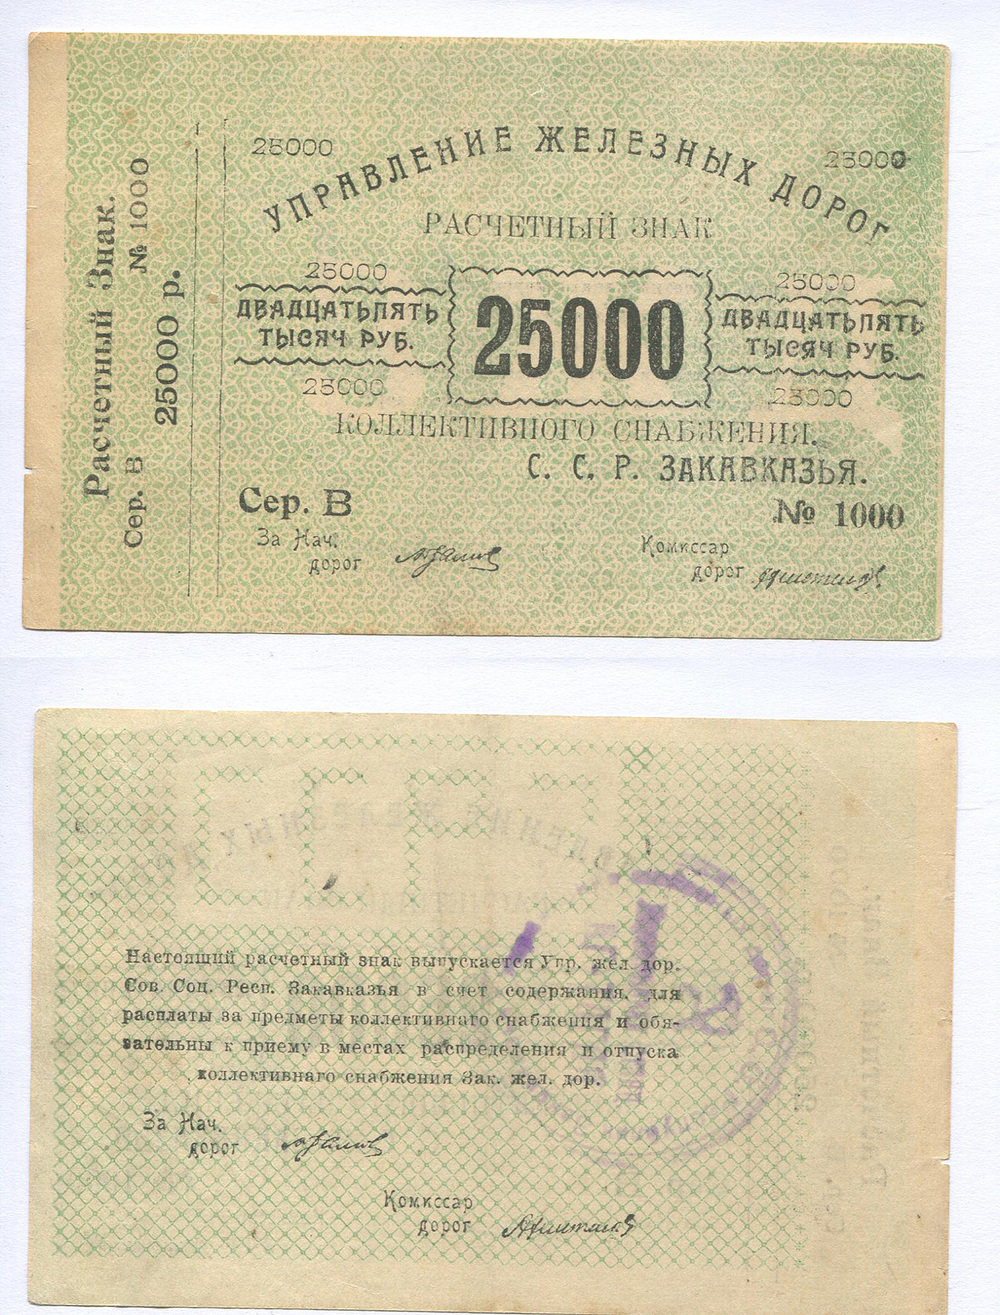 Расчетный Знак.
Сер. В № 1000
25000 р.
25000 25000
УПРАВЛЕНИЕ ЖЕЛЕЗНЫХ ДОРОГ
РАСЧЕТНЫЙ ЗНАК
25000 25000
ДВАДЦАТЬПЯТЬ
ТЫСЯЧ РУБ.
25000
ДВАДЦАТЬПЯТЬ
ТЫСЯЧ РУБ.
25000 25000
КОЛЛЕКТИВНОГО СНАБЖЕНИЯ.
С. С. Р. ЗАКАВКАЗЬЯ.
Сер. В № 1000
За Нач.
дорог
Комиссар
дорог
Настоящий расчетный знак выпускается Упр. жел. дор.
Сов. Соц. Респ. Закавказья в счет содержания, для
расплаты за предметы коллективнаго снабжения и обя-
зательны к приему в местах распределения и отпуска
коллективнаго снабжения Зак. жел. дор.
За Нач.
дорог
Комиссар
дорог